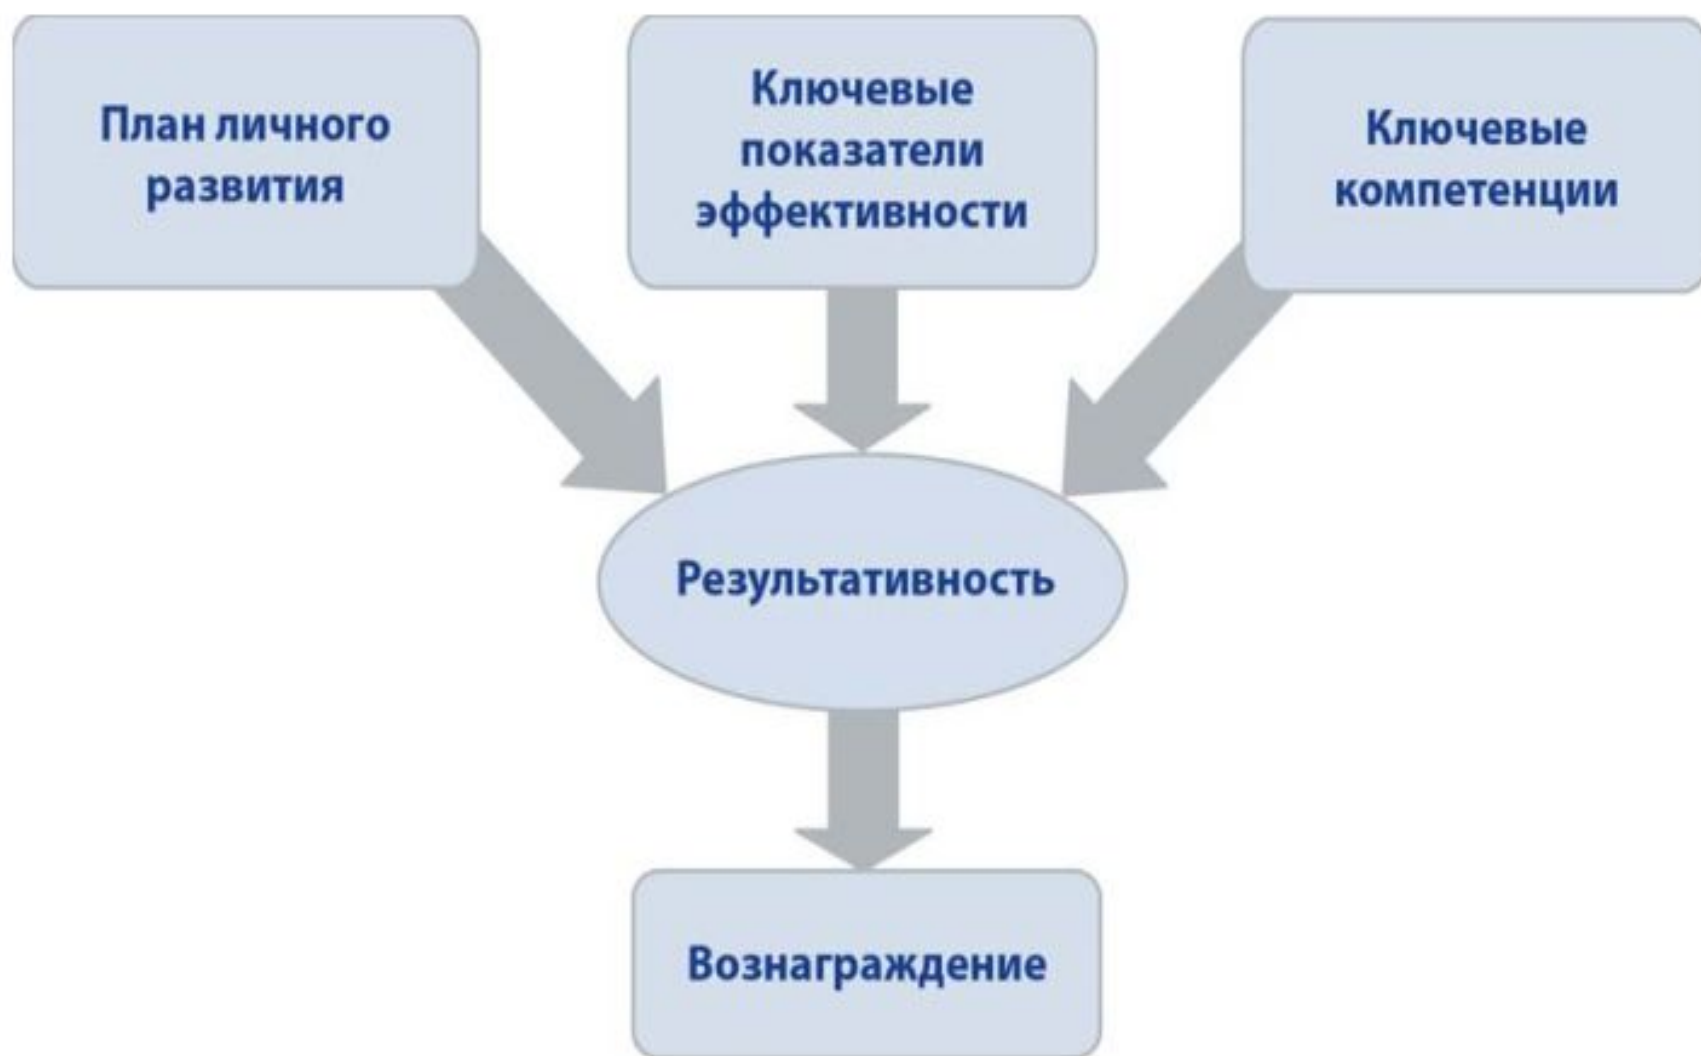 План личного
развития
Ключевые
показатели
эффективности
Ключевые
компетенции
Результативность
Вознаграждение